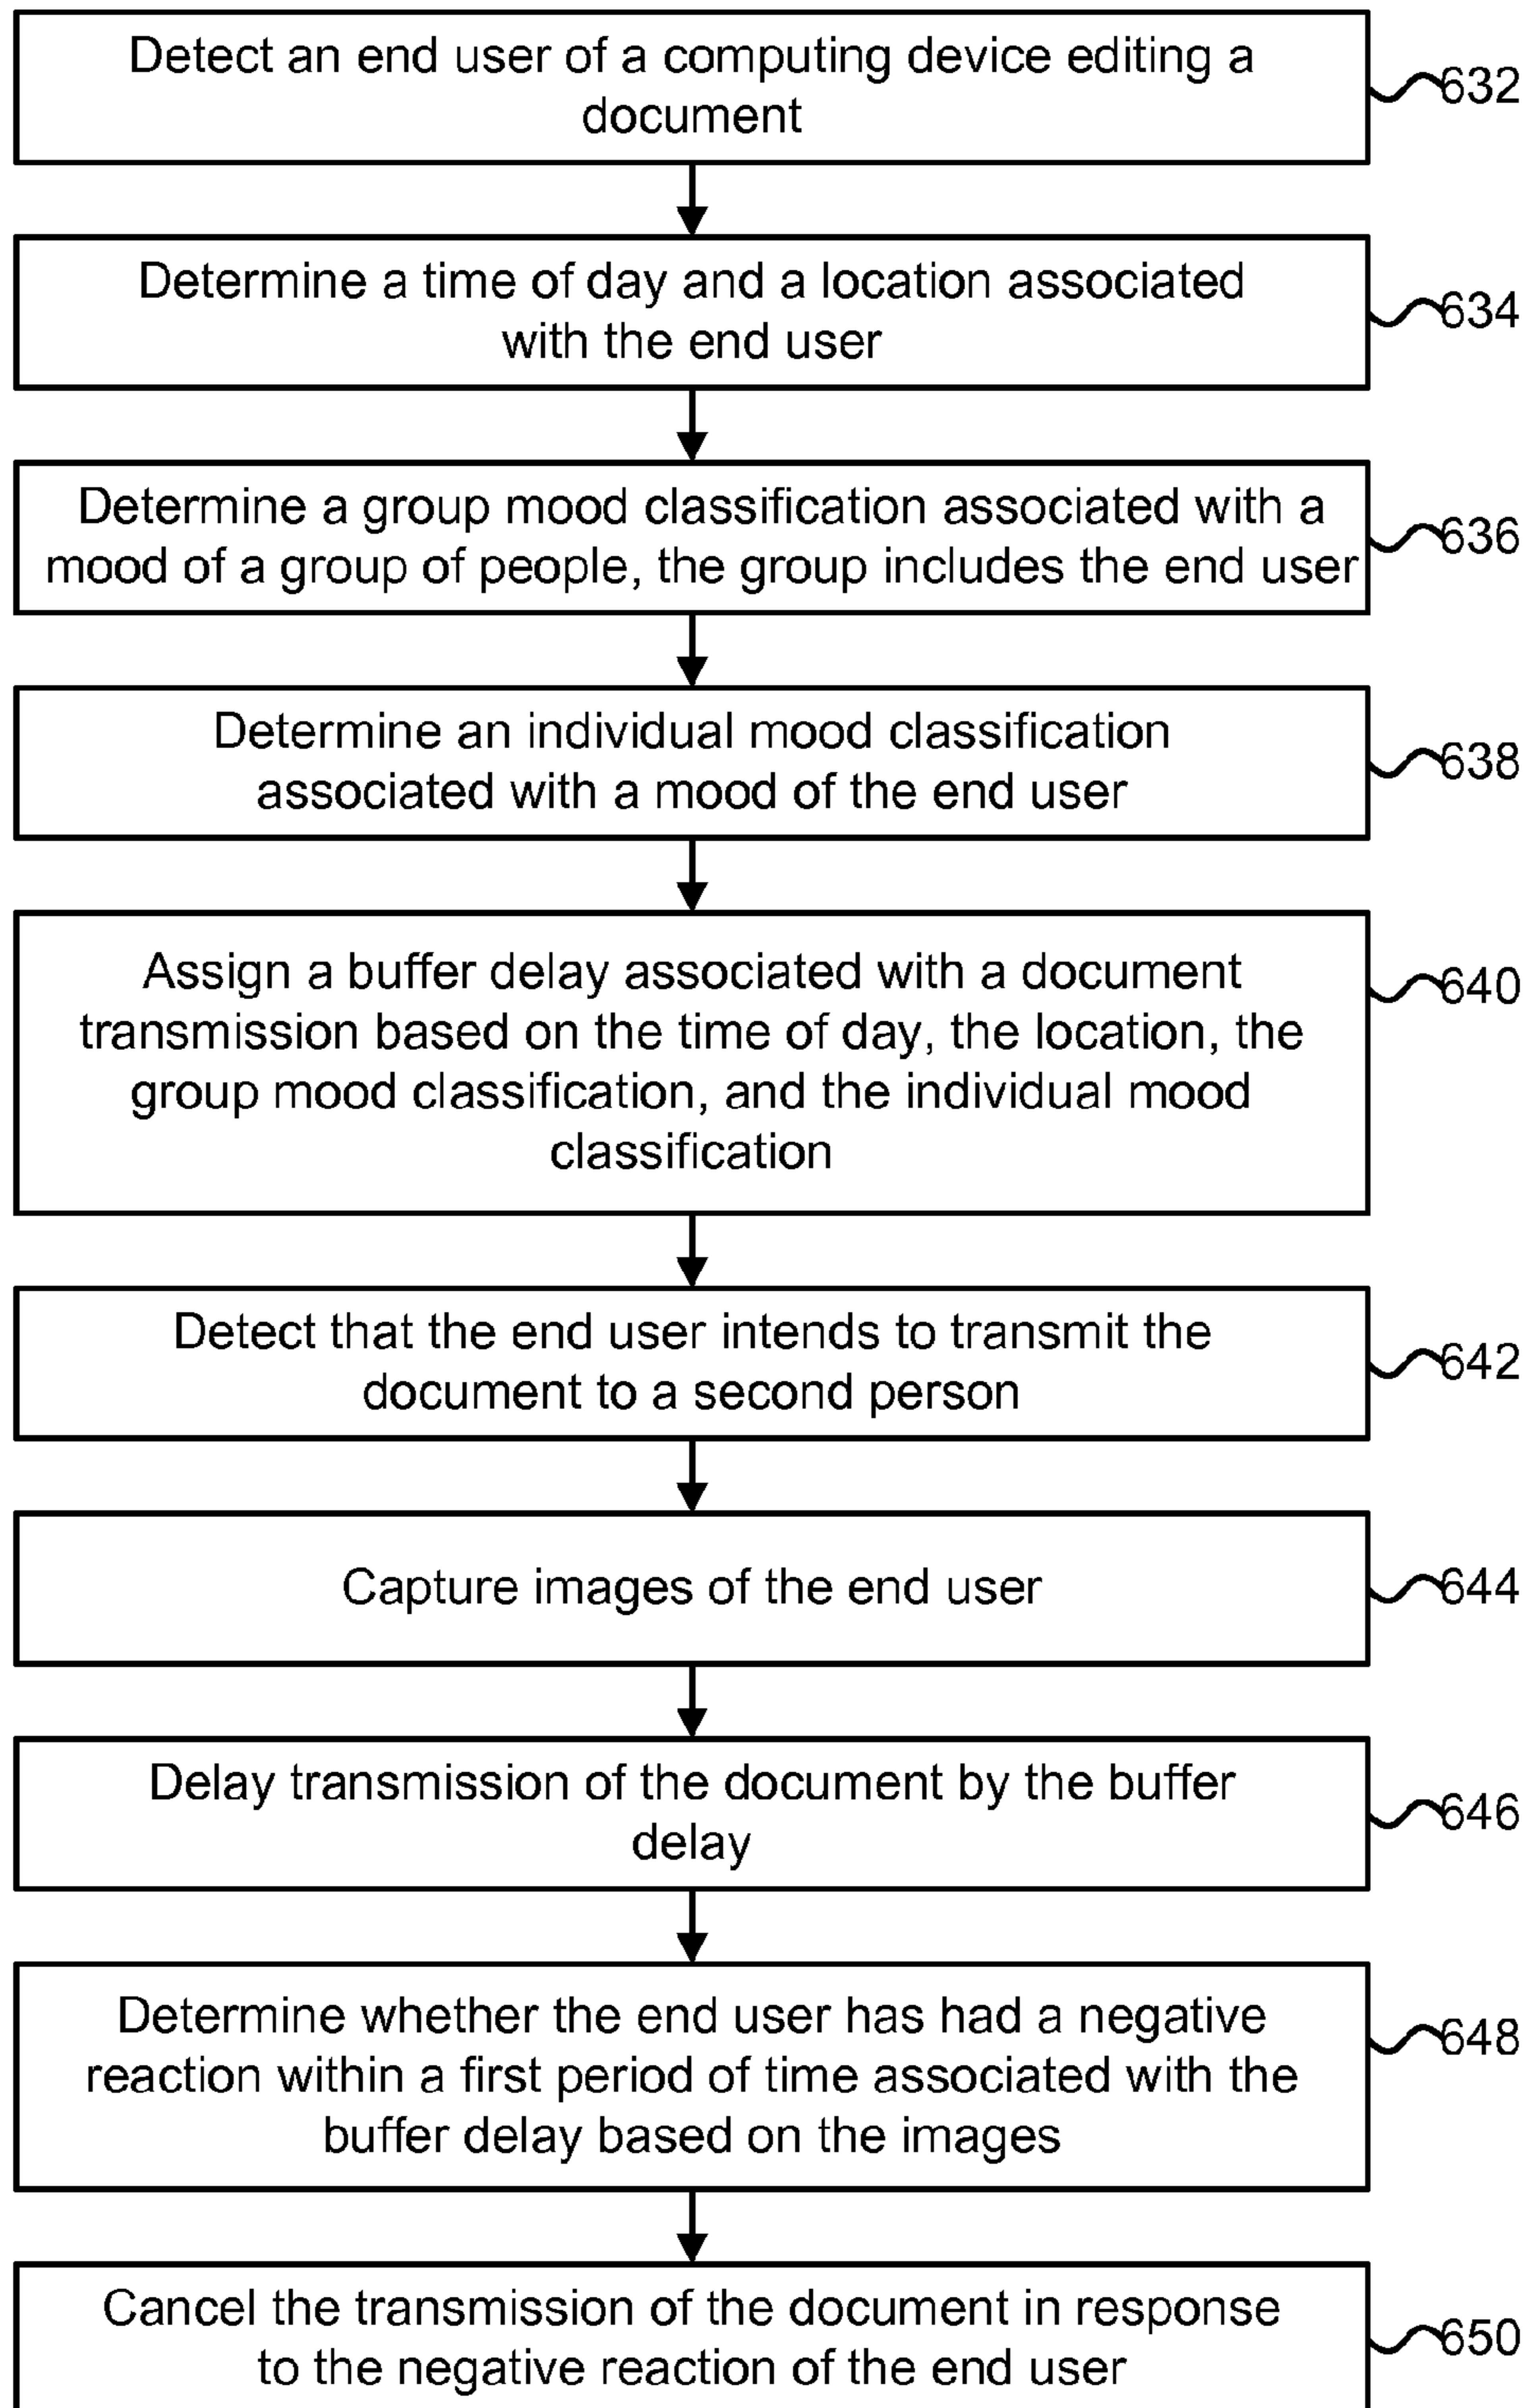 Detect an end user of a computing device editing a
document
632
Determine a time of day and a location associated
with the end user
634
Determine a group mood classification associated with a
mood of a group of people, the group includes the end user
636
Determine an individual mood classification
associated with a mood of the end user
638
Assign a buffer delay associated with a document
transmission based on the time of day, the location, the
group mood classification, and the individual mood
classification
640
Detect that the end user intends to transmit the
document to a second person
642
Capture images of the end user
644
Delay transmission of the document by the buffer
delay
646
Determine whether the end user has had a negative
reaction within a first period of time associated with the
buffer delay based on the images
648
Cancel the transmission of the document in response
to the negative reaction of the end user
650